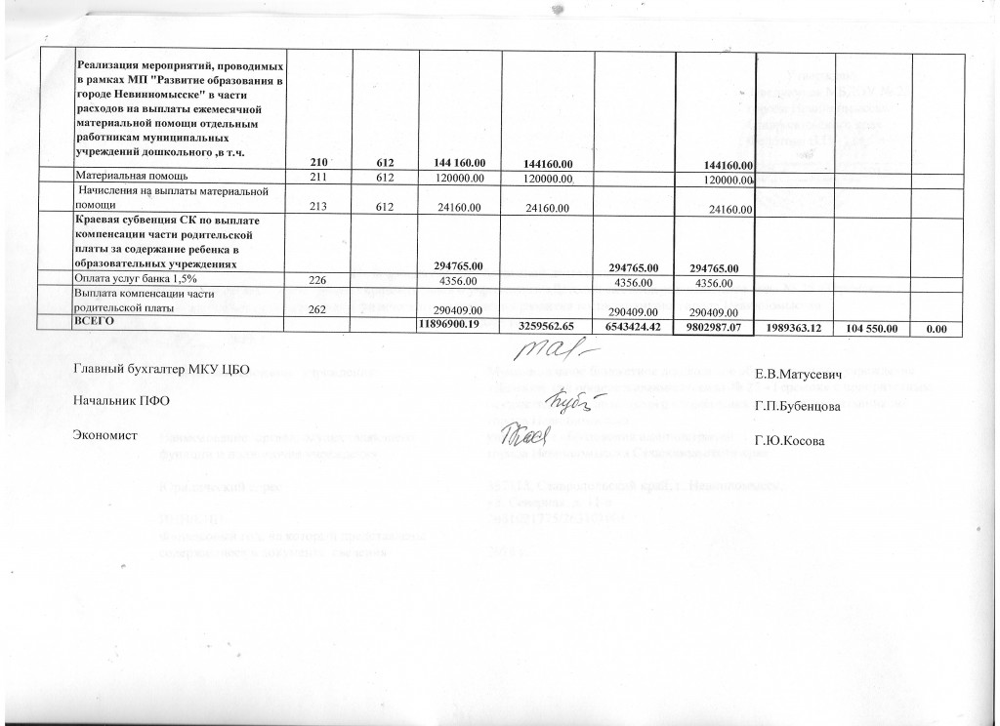 Реализация мероприятий, проводимых
в рамках МП "Развитие образования в
городе Невинномысске" в части
расходов на выплаты ежемесячной
материальной помощи отдельным
работникам муниципальных
учреждений дошкольного ,в т.ч. 210 612 144 160.00 144160.00 144160.00
Материальная помощь 211 612 120000.00 120000.00 120000.00
Начисления на выплаты материальной
помощи 213 612 24160.00 24160.00 24160.00
Краевая субвенция СК по выплате
компенсации части родительской
платы за содержание ребенка в
образовательных учреждениях 294765.00 294765.00 294765.00
Оплата услуг банка 1,5% 226 4356.00 4356.00 4356.00
Выплата компенсации части
родительской платы 262 290409.00 290409.00 290409.00
ВСЕГО 11896900.19 3259562.65 6543424.42 9802987.07 1989363.12 104 550.00 0.00
Главный бухгалтер МКУ ЦБО Е.В.Матусевич
Начальник ПФО Г.П.Бубенцова
Экономист Г.Ю.Косова